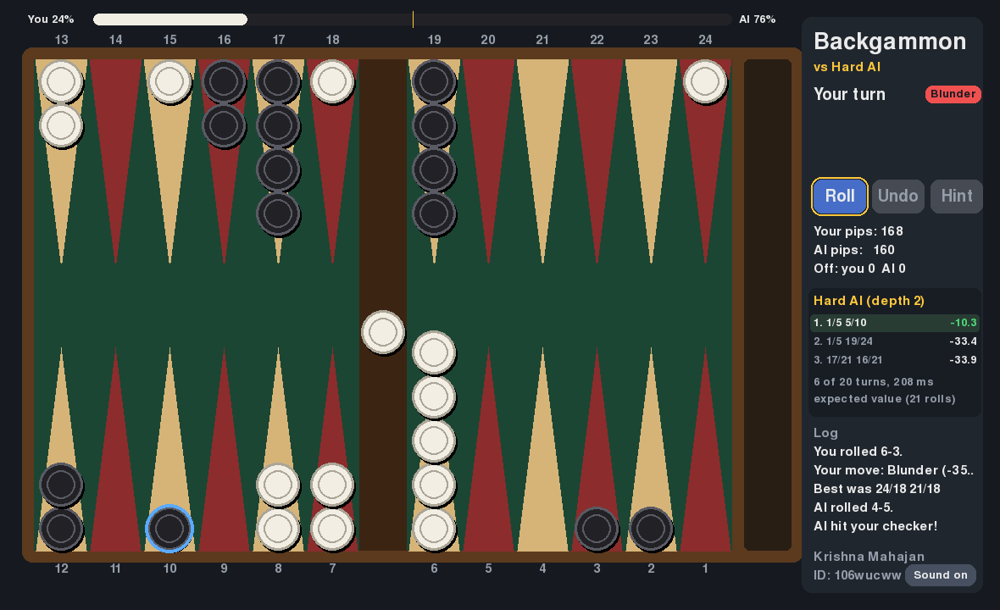 You 24%
AI 76%
13 14 15 16 17 18 19 20 21 22 23 24
12 11 10 9 8 7 6 5 4 3 2 1
Backgammon
vs Hard AI
Your turn Blunder
Roll Undo Hint
Your pips: 168
AI pips: 160
Off: you 0 AI 0
Hard AI (depth 2)
1. 1/5 5/10 -10.3
2. 1/5 19/24 -33.4
3. 17/21 16/21 -33.9
6 of 20 turns, 208 ms
expected value (21 rolls)
Log
You rolled 6-3.
Your move: Blunder (-35..
Best was 24/18 21/18
AI rolled 4-5.
AI hit your checker!
Krishna Mahajan
ID: 106wucww Sound on